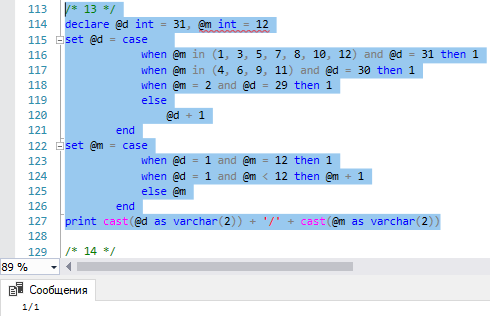 113 /* 13 */
114 declare @d int = 31, @m int = 12
115 set @d = case
116 when @m in (1, 3, 5, 7, 8, 10, 12) and @d = 31 then 1
117 when @m in (4, 6, 9, 11) and @d = 30 then 1
118 when @m = 2 and @d = 29 then 1
119 else
120 @d + 1
121 end
122 set @m = case
123 when @d = 1 and @m = 12 then 1
124 when @d = 1 and @m < 12 then @m + 1
125 else @m
126 end
127 print cast(@d as varchar(2)) + '/' + cast(@m as varchar(2))
128
129 /* 14 */
89 %
Сообщения
1/1